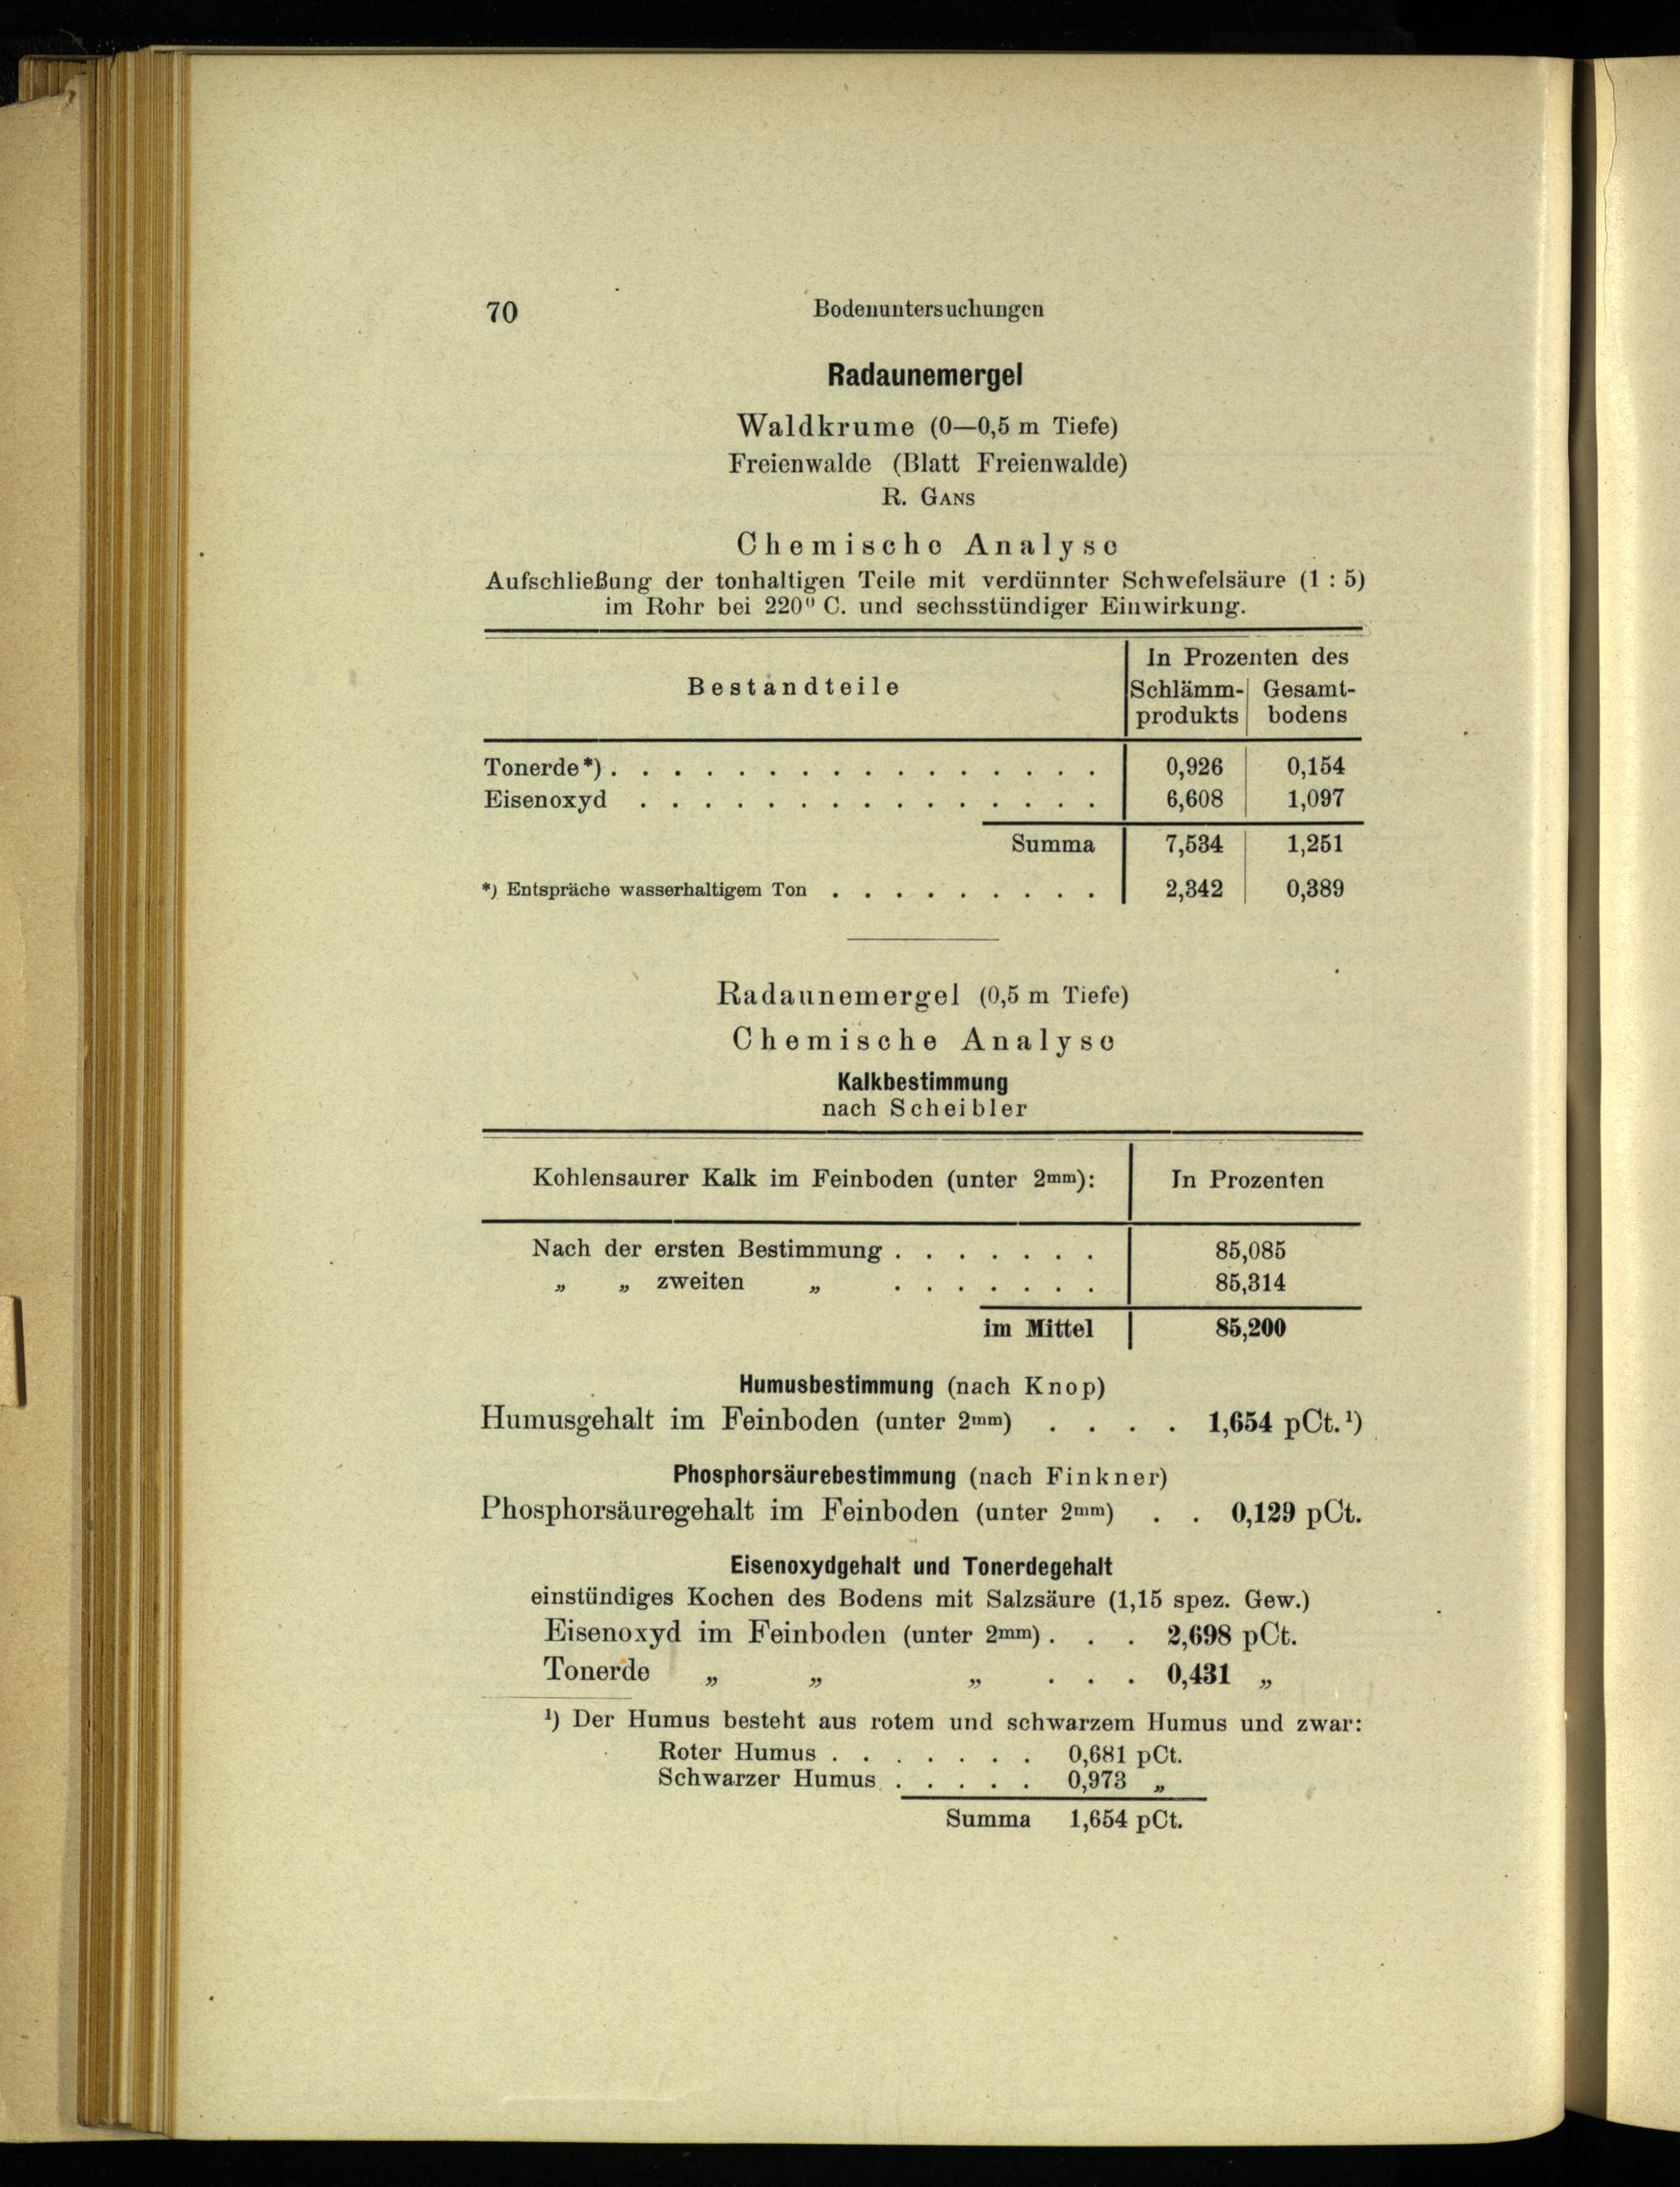 70 Bodenuntersuchungen
Radaunemergel
Waldkrume (0—0,5 m Tiefe)
Freienwalde (Blatt Freienwalde)
R. GANS
Chemische Analyse
Aufschließung der tonhaltigen Teile mit verdünnter Schwefelsäure (1 : 5)
im Rohr bei 220° C. und sechsstündiger Einwirkung.
In Prozenten des
Bestandteile Schlämm- Gesamt-
produkts bodens
Tonerde*) . . . . . . . . . . . . . . . . 0,926 0,154
Eisenoxyd . . . . . . . . . . . . . . . 6,608 1,097
Summa 7,534 1,251
*) Entspräche wasserhaltigem Ton . . . . . . . . . 2,342 0,389
Radaunemergel (0,5 m Tiefe)
Chemische Analyse
Kalkbestimmung
nach Scheibler
Kohlensaurer Kalk im Feinboden (unter 2mm): In Prozenten
Nach der ersten Bestimmung . . . . . . . 85,085
„ „ zweiten „ . . . . . . . 85,314
im Mittel 85,200
Humusbestimmung (nach Knop)
Humusgehalt im Feinboden (unter 2mm) . . . . 1,654 pCt.¹)
Phosphorsäurebestimmung (nach Finkner)
Phosphorsäuregehalt im Feinboden (unter 2mm) . . 0,129 pCt.
Eisenoxydgehalt und Tonerdegehalt
einstündiges Kochen des Bodens mit Salzsäure (1,15 spez. Gew.)
Eisenoxyd im Feinboden (unter 2mm) . . . 2,698 pCt.
Tonerde „ „ „ . . . 0,431 „
¹) Der Humus besteht aus rotem und schwarzem Humus und zwar:
Roter Humus . . . . . . . 0,681 pCt.
Schwarzer Humus . . . . . 0,973 „
Summa 1,654 pCt.